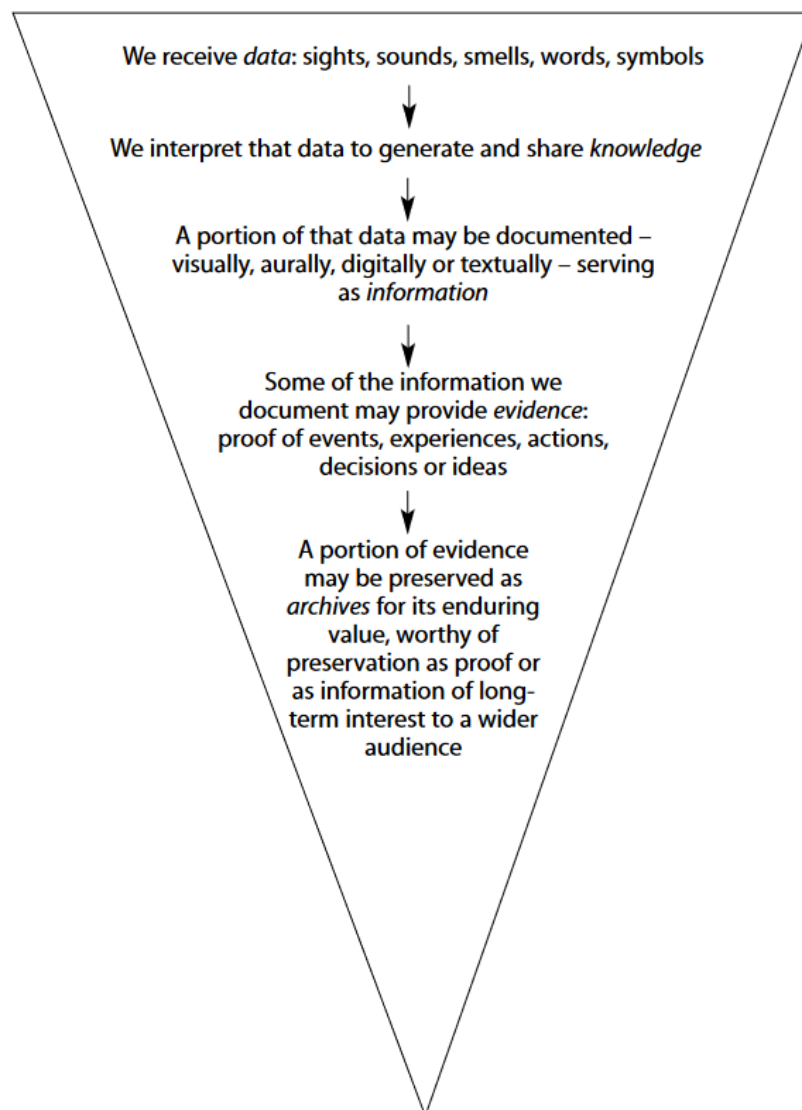 We receive data: sights, sounds, smells, words, symbols
We interpret that data to generate and share knowledge
A portion of that data may be documented –
visually, aurally, digitally or textually – serving
as information
Some of the information we
document may provide evidence:
proof of events, experiences, actions,
decisions or ideas
A portion of evidence
may be preserved as
archives for its enduring
value, worthy of
preservation as proof or
as information of long-
term interest to a wider
audience